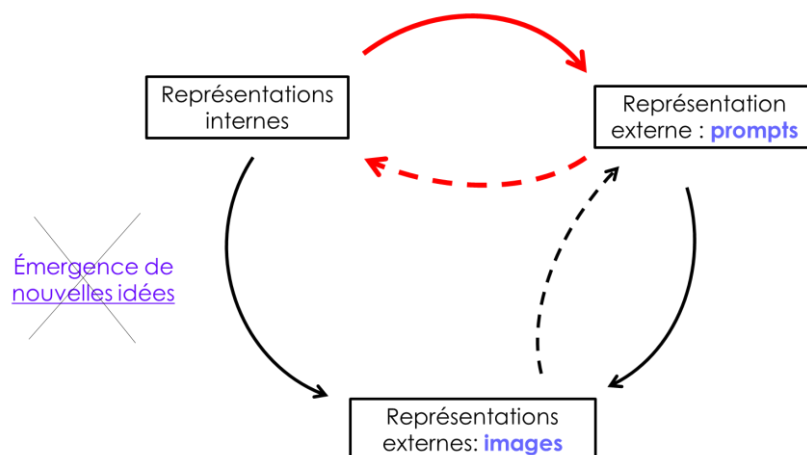 Représentations
internes
Représentation
externe : prompts
Émergence de
nouvelles idées
Représentations
externes: images